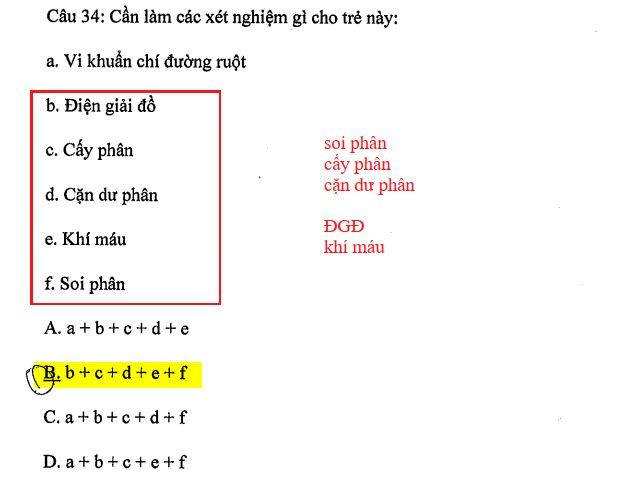 Câu 34: Cần làm các xét nghiệm gì cho trẻ này:
a. Vi khuẩn chí đường ruột
b. Điện giải đồ
c. Cấy phân
d. Cặn dư phân
e. Khí máu
f. Soi phân
soi phân
cấy phân
cặn dư phân
ĐGĐ
khí máu
A. a + b + c + d + e
B. b + c + d + e + f
C. a + b + c + d + f
D. a + b + c + e + f